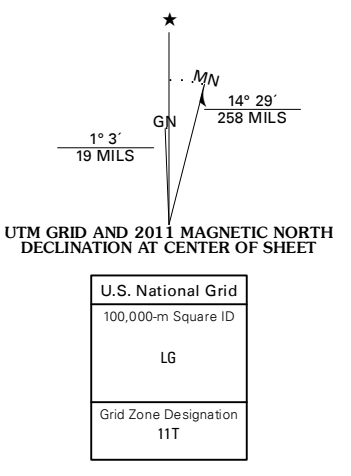 ★
MN
GN
14° 29´
258 MILS
1° 3´
19 MILS
UTM GRID AND 2011 MAGNETIC NORTH
DECLINATION AT CENTER OF SHEET
U.S. National Grid
100,000-m Square ID
LG
Grid Zone Designation
11T